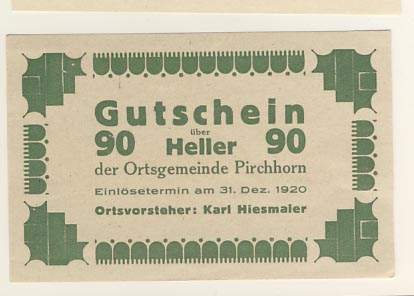 Gutschein
über
90 Heller 90
der Ortsgemeinde Pirchhorn
Einlösetermin am 31. Dez. 1920
Ortsvorsteher: Karl Hiesmaier